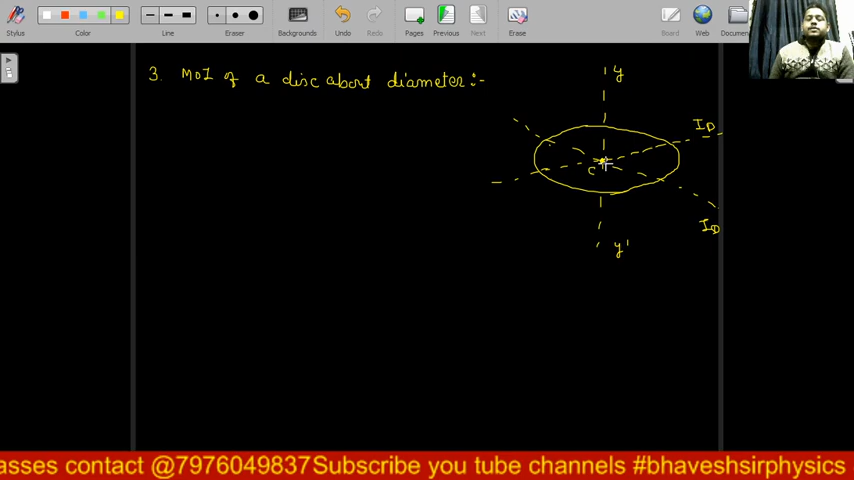 Stylus
Color
Line
Eraser
Backgrounds
Undo
Redo
Pages
Previous
Next
Erase
Board
Web
Documen
3. MOI of a disc about diameter :-
y
ID
C
ID
y'
asses contact @7976049837Subscribe you tube channels #bhaveshsirphysics